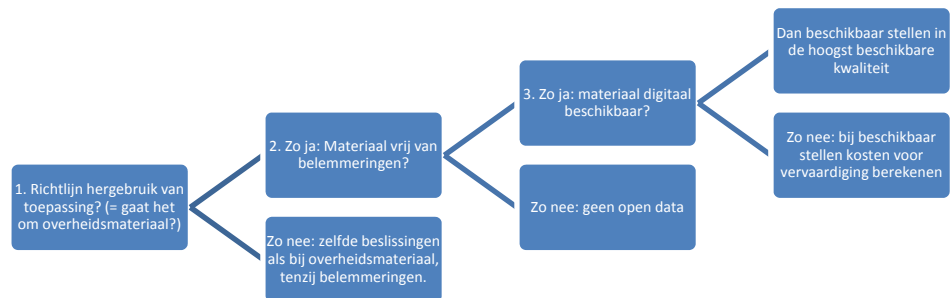 1. Richtlijn hergebruik van
toepassing? (= gaat het
om overheidsmateriaal?)
2. Zo ja: Materiaal vrij van
belemmeringen?
Zo nee: zelfde beslissingen
als bij overheidsmateriaal,
tenzij belemmeringen.
3. Zo ja: materiaal digitaal
beschikbaar?
Zo nee: geen open data
Dan beschikbaar stellen in
de hoogst beschikbare
kwaliteit
Zo nee: bij beschikbaar
stellen kosten voor
vervaardiging berekenen